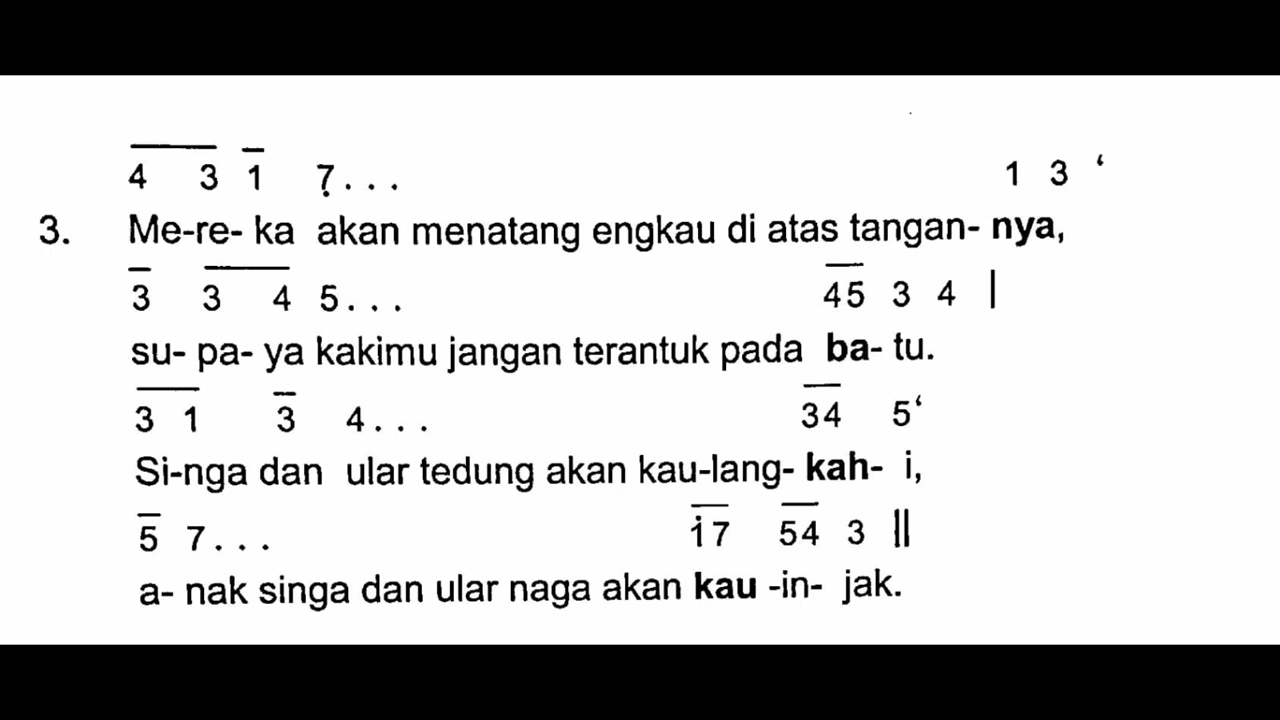 4 3 1 7̣... 1 3 ‘
3. Me-re- ka akan menatang engkau di atas tangan- nya,
3 3 4 5... 45 3 4 |
su- pa- ya kakimu jangan terantuk pada ba- tu.
3 1 3 4... 34 5‘
Si-nga dan ular tedung akan kau-lang- kah- i,
5 7... i7 54 3 ||
a- nak singa dan ular naga akan kau -in- jak.